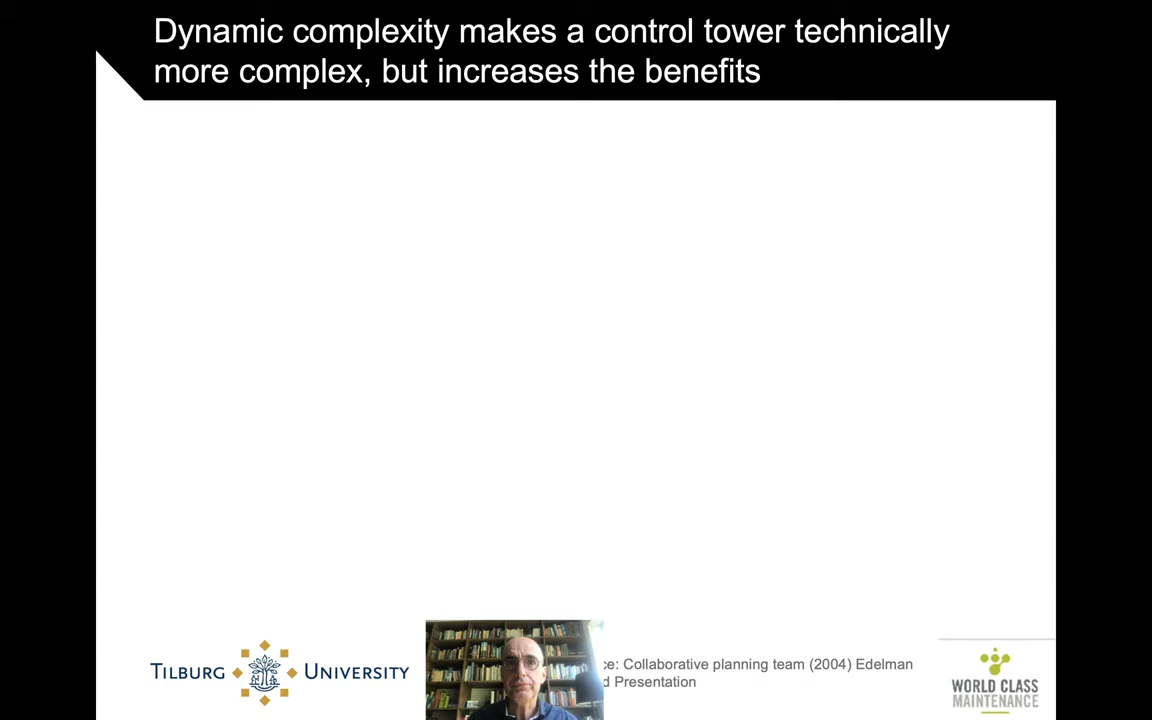 Dynamic complexity makes a control tower technically
more complex, but increases the benefits
TILBURG UNIVERSITY
Collaborative planning team (2004) Edelman
Presentation
WORLD CLASS
MAINTENANCE